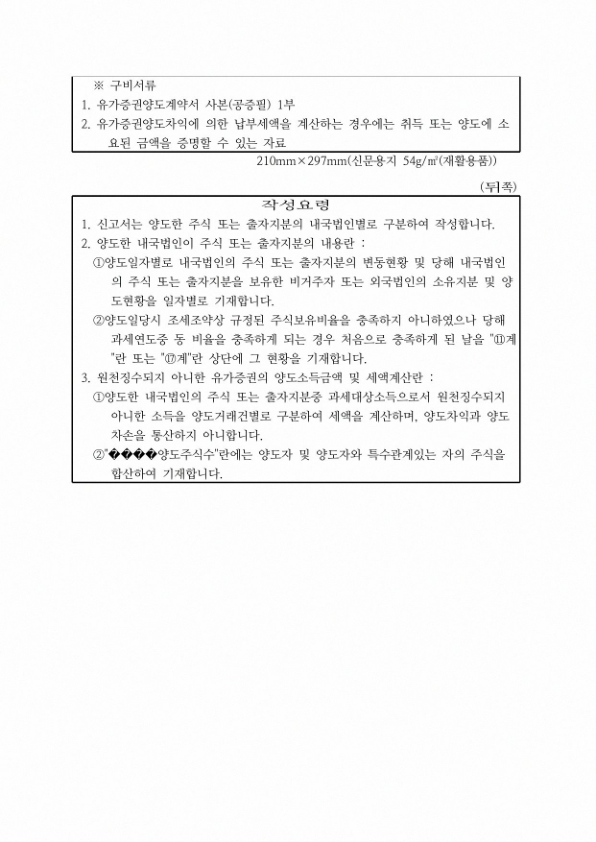 ※ 구비서류
1. 유가증권양도계약서 사본(공증필) 1부
2. 유가증권양도차익에 의한 납부세액을 계산하는 경우에는 취득 또는 양도에 소
요된 금액을 증명할 수 있는 자료
210mm×297mm(신문용지 54g/㎡(재활용품))
(뒤쪽)
작성요령
1. 신고서는 양도한 주식 또는 출자지분의 내국법인별로 구분하여 작성합니다.
2. 양도한 내국법인이 주식 또는 출자지분의 내용란 :
①양도일자별로 내국법인의 주식 또는 출자지분의 변동현황 및 당해 내국법인
의 주식 또는 출자지분을 보유한 비거주자 또는 외국법인의 소유지분 및 양
도현황을 일자별로 기재합니다.
②양도일당시 조세조약상 규정된 주식보유비율을 충족하지 아니하였으나 당해
과세연도중 동 비율을 충족하게 되는 경우 처음으로 충족하게 된 날을 "⑪계
"란 또는 "⑰계"란 상단에 그 현황을 기재합니다.
3. 원천징수되지 아니한 유가증권의 양도소득금액 및 세액계산란 :
①양도한 내국법인의 주식 또는 출자지분중 과세대상소득으로서 원천징수되지
아니한 소득을 양도거래건별로 구분하여 세액을 계산하며, 양도차익과 양도
차손을 통산하지 아니합니다.
②"����양도주식수"란에는 양도자 및 양도자와 특수관계있는 자의 주식을
합산하여 기재합니다.